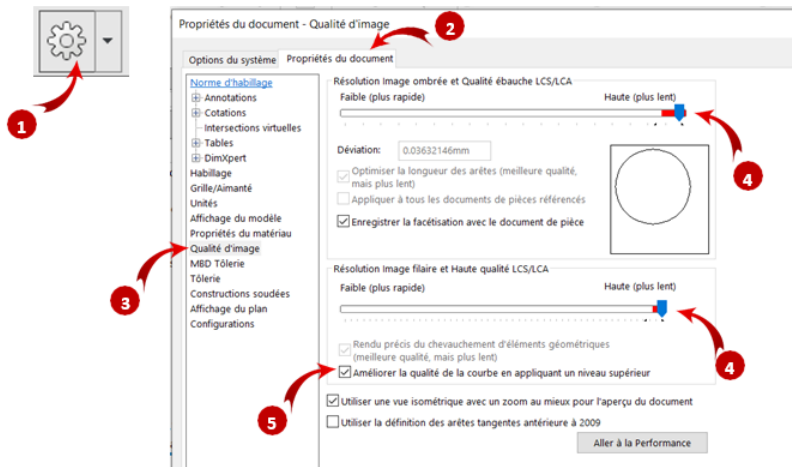 Propriétés du document - Qualité d'image
2
Options du système
Propriétés du document
1
Norme d'habillage
Annotations
Cotations
Intersections virtuelles
Tables
DimXpert
Habillage
Grille/Aimanté
Unités
Affichage du modèle
Propriétés du matériau
Qualité d'image
MBD Tôlerie
Tôlerie
Constructions soudées
Affichage du plan
Configurations
3
Résolution Image ombrée et Qualité ébauche LCS/LCA
Faible (plus rapide)
Haute (plus lent)
4
Déviation:
0.03632146mm
Optimiser la longueur des arêtes (meilleure qualité,
mais plus lent)
Appliquer à tous les documents de pièces référencés
Enregistrer la facétisation avec le document de pièce
Résolution Image filaire et Haute qualité LCS/LCA
Faible (plus rapide)
Haute (plus lent)
4
Rendu précis du chevauchement d'éléments géométriques
(meilleure qualité, mais plus lent)
Améliorer la qualité de la courbe en appliquant un niveau supérieur
5
Utiliser une vue isométrique avec un zoom au mieux pour l'aperçu du document
Utiliser la définition des arêtes tangentes antérieure à 2009
Aller à la Performance